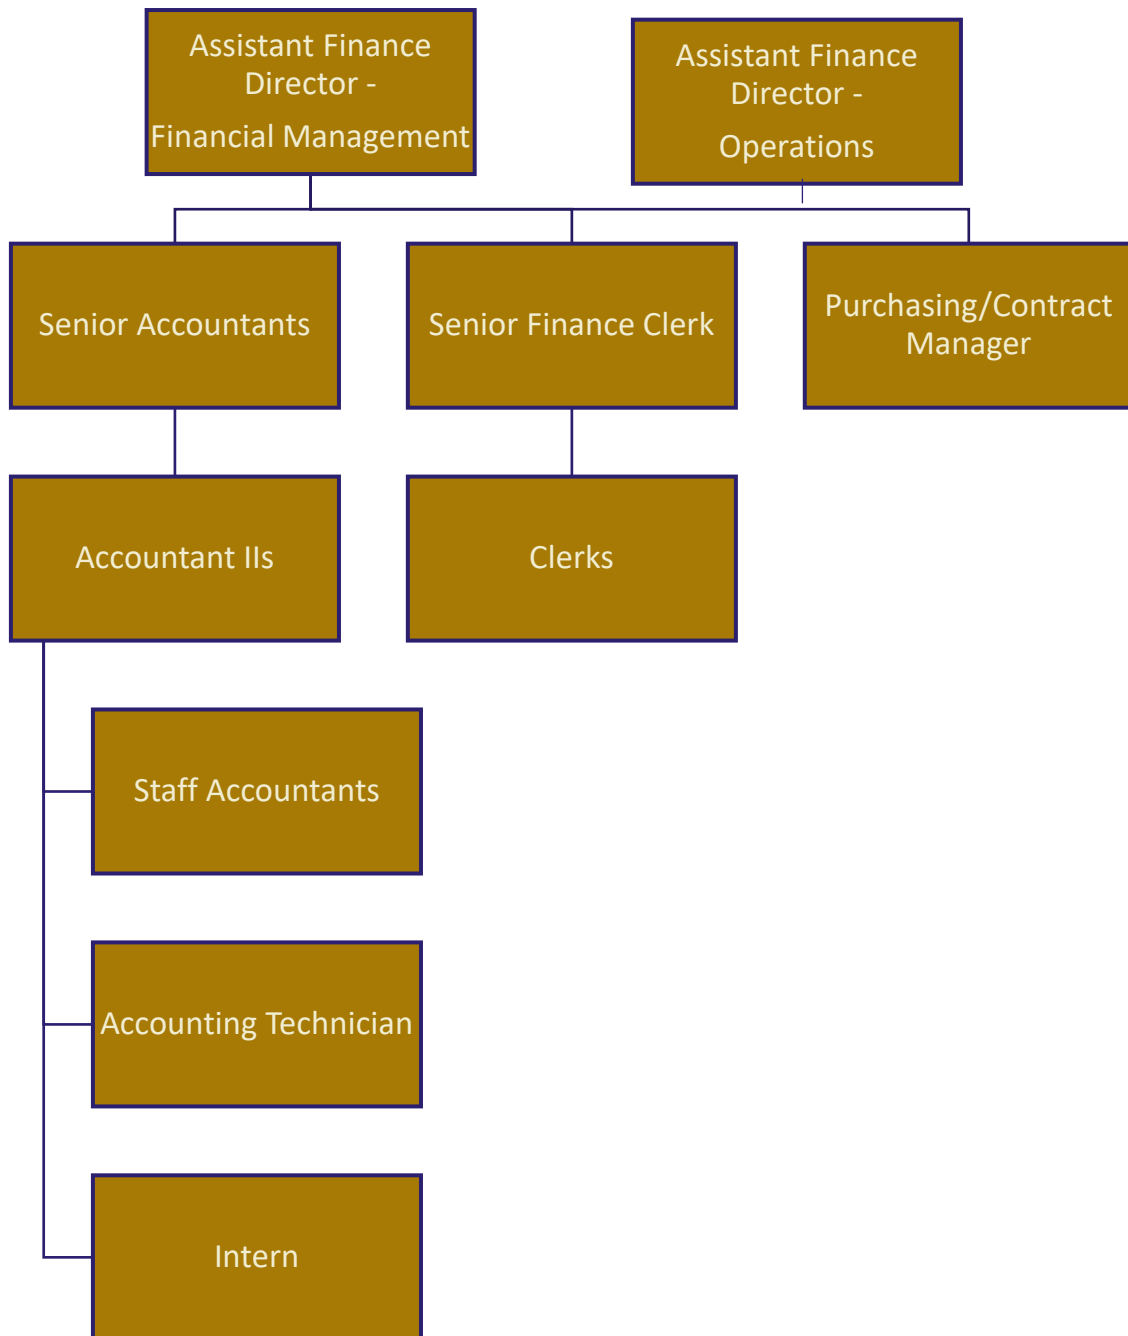 Assistant Finance
Director -
Financial Management
Assistant Finance
Director -
Operations
Senior Accountants
Senior Finance Clerk
Purchasing/Contract
Manager
Accountant IIs
Clerks
Staff Accountants
Accounting Technician
Intern